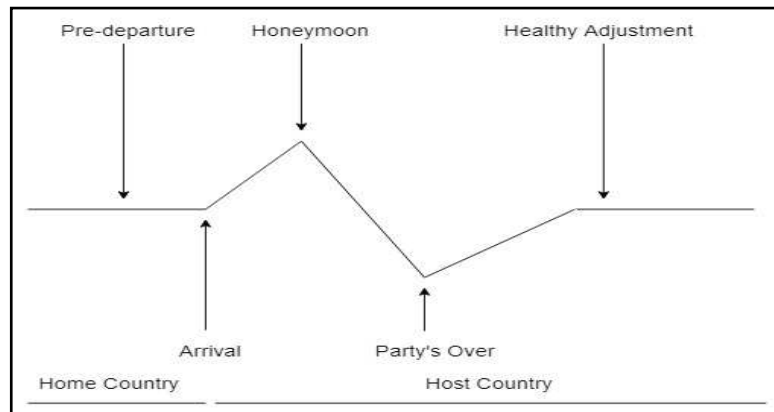 Pre-departure
Honeymoon
Healthy Adjustment
Arrival
Party's Over
Home Country
Host Country